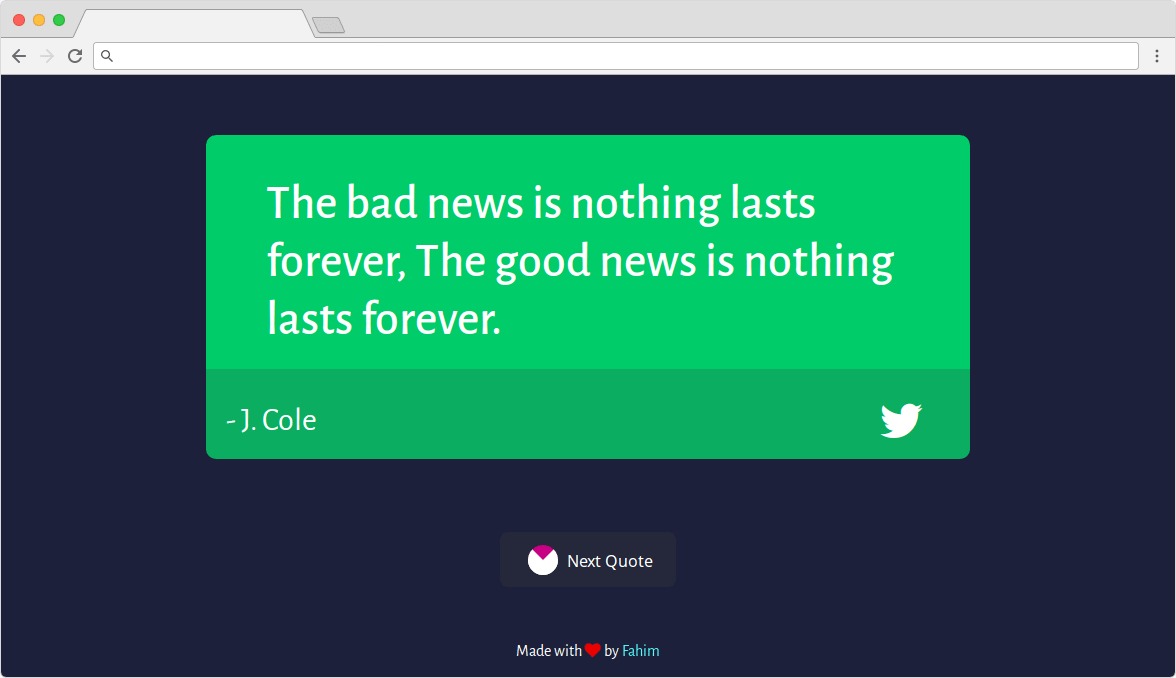 The bad news is nothing lasts
forever, The good news is nothing
lasts forever.
- J. Cole
Next Quote
Made with ❤ by Fahim